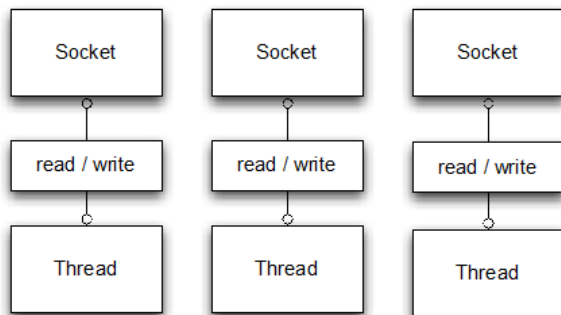 Socket
Socket
Socket
read / write
read / write
read / write
Thread
Thread
Thread